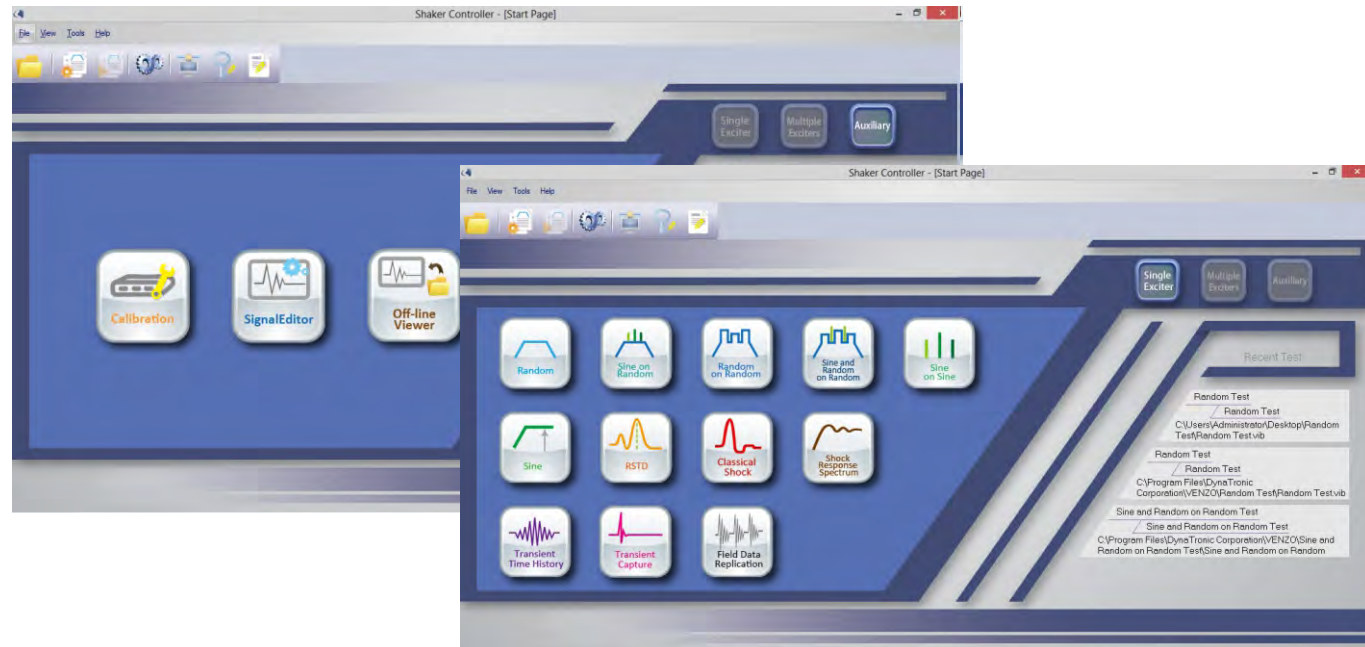 Shaker Controller - [Start Page]
File View Tools Help
Single
Exciter
Multiple
Exciters
Auxiliary
Calibration
SignalEditor
Off-line
Viewer
Shaker Controller - [Start Page]
File View Tools Help
Single
Exciter
Multiple
Exciters
Auxiliary
Random
Sine on
Random
Random
on Random
Sine and
Random
on Random
Sine
on Sine
Sine
RSTD
Classical
Shock
Shock
Response
Spectrum
Transient
Time History
Transient
Capture
Field Data
Replication
Recent Test
Random Test
Random Test
C:\Users\Administrator\Desktop\Random
Test\Random Test.vib
Random Test
Random Test
C:\Program Files\DynaTronic
Corporation\VENZO\Random Test\Random Test.vib
Sine and Random on Random Test
Sine and Random on Random Test
C:\Program Files\DynaTronic Corporation\VENZO\Sine and
Random on Random Test\Sine and Random on Random